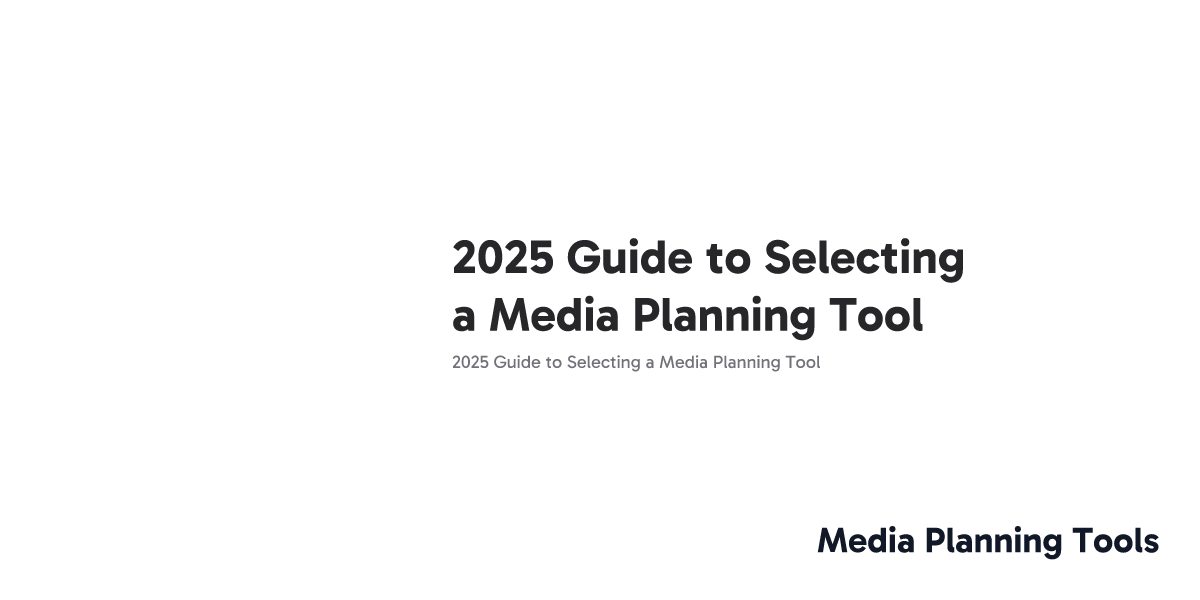 2025 Guide to Selecting
a Media Planning Tool
2025 Guide to Selecting a Media Planning Tool
Media Planning Tools